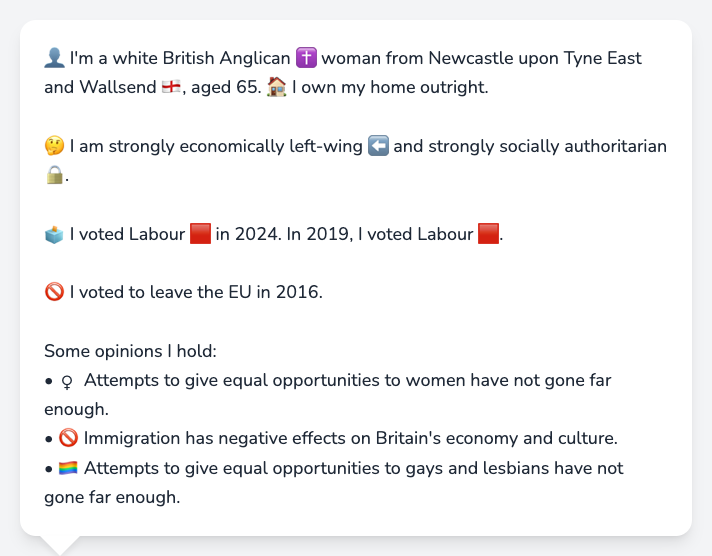 👤 I'm a white British Anglican ✝️ woman from Newcastle upon Tyne East
and Wallsend 🏴󠁧󠁢󠁥󠁮󠁧󠁿, aged 65. 🏠 I own my home outright.
🤔 I am strongly economically left-wing ⬅️ and strongly socially authoritarian
🔒.
🗳️ I voted Labour 🟥 in 2024. In 2019, I voted Labour 🟥.
🚫 I voted to leave the EU in 2016.
Some opinions I hold:
• ♀ Attempts to give equal opportunities to women have not gone far
enough.
• 🚫 Immigration has negative effects on Britain's economy and culture.
• 🏳️‍🌈 Attempts to give equal opportunities to gays and lesbians have not
gone far enough.